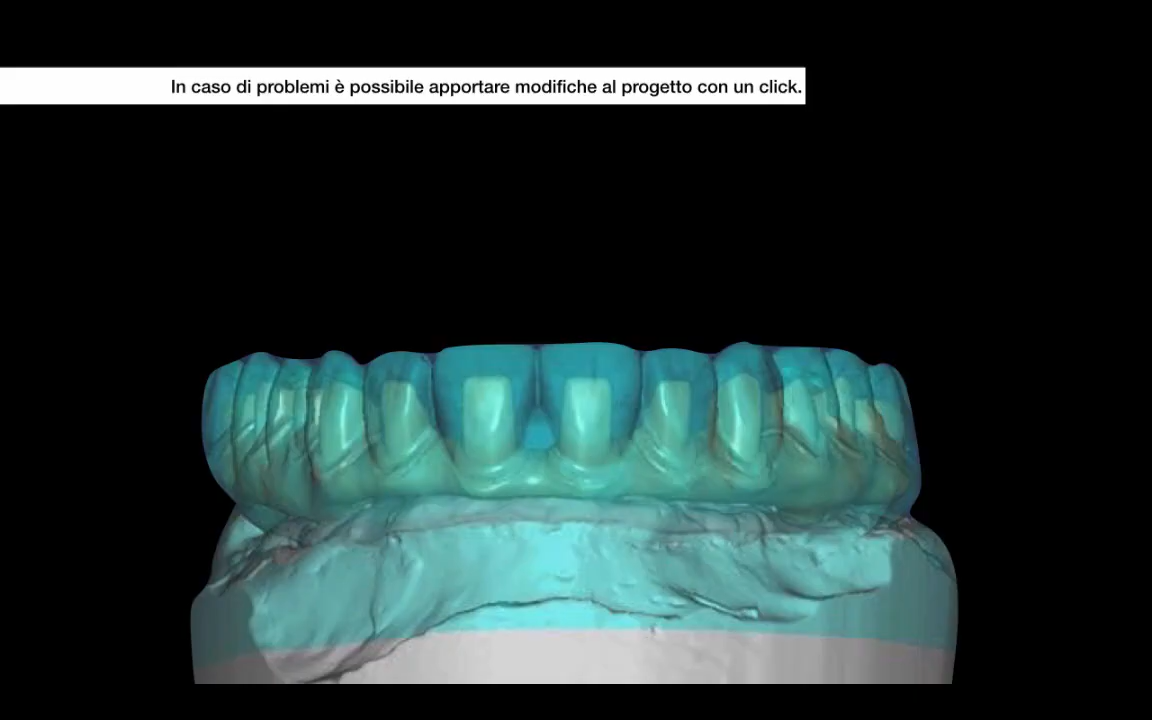 In caso di problemi è possibile apportare modifiche al progetto con un click.